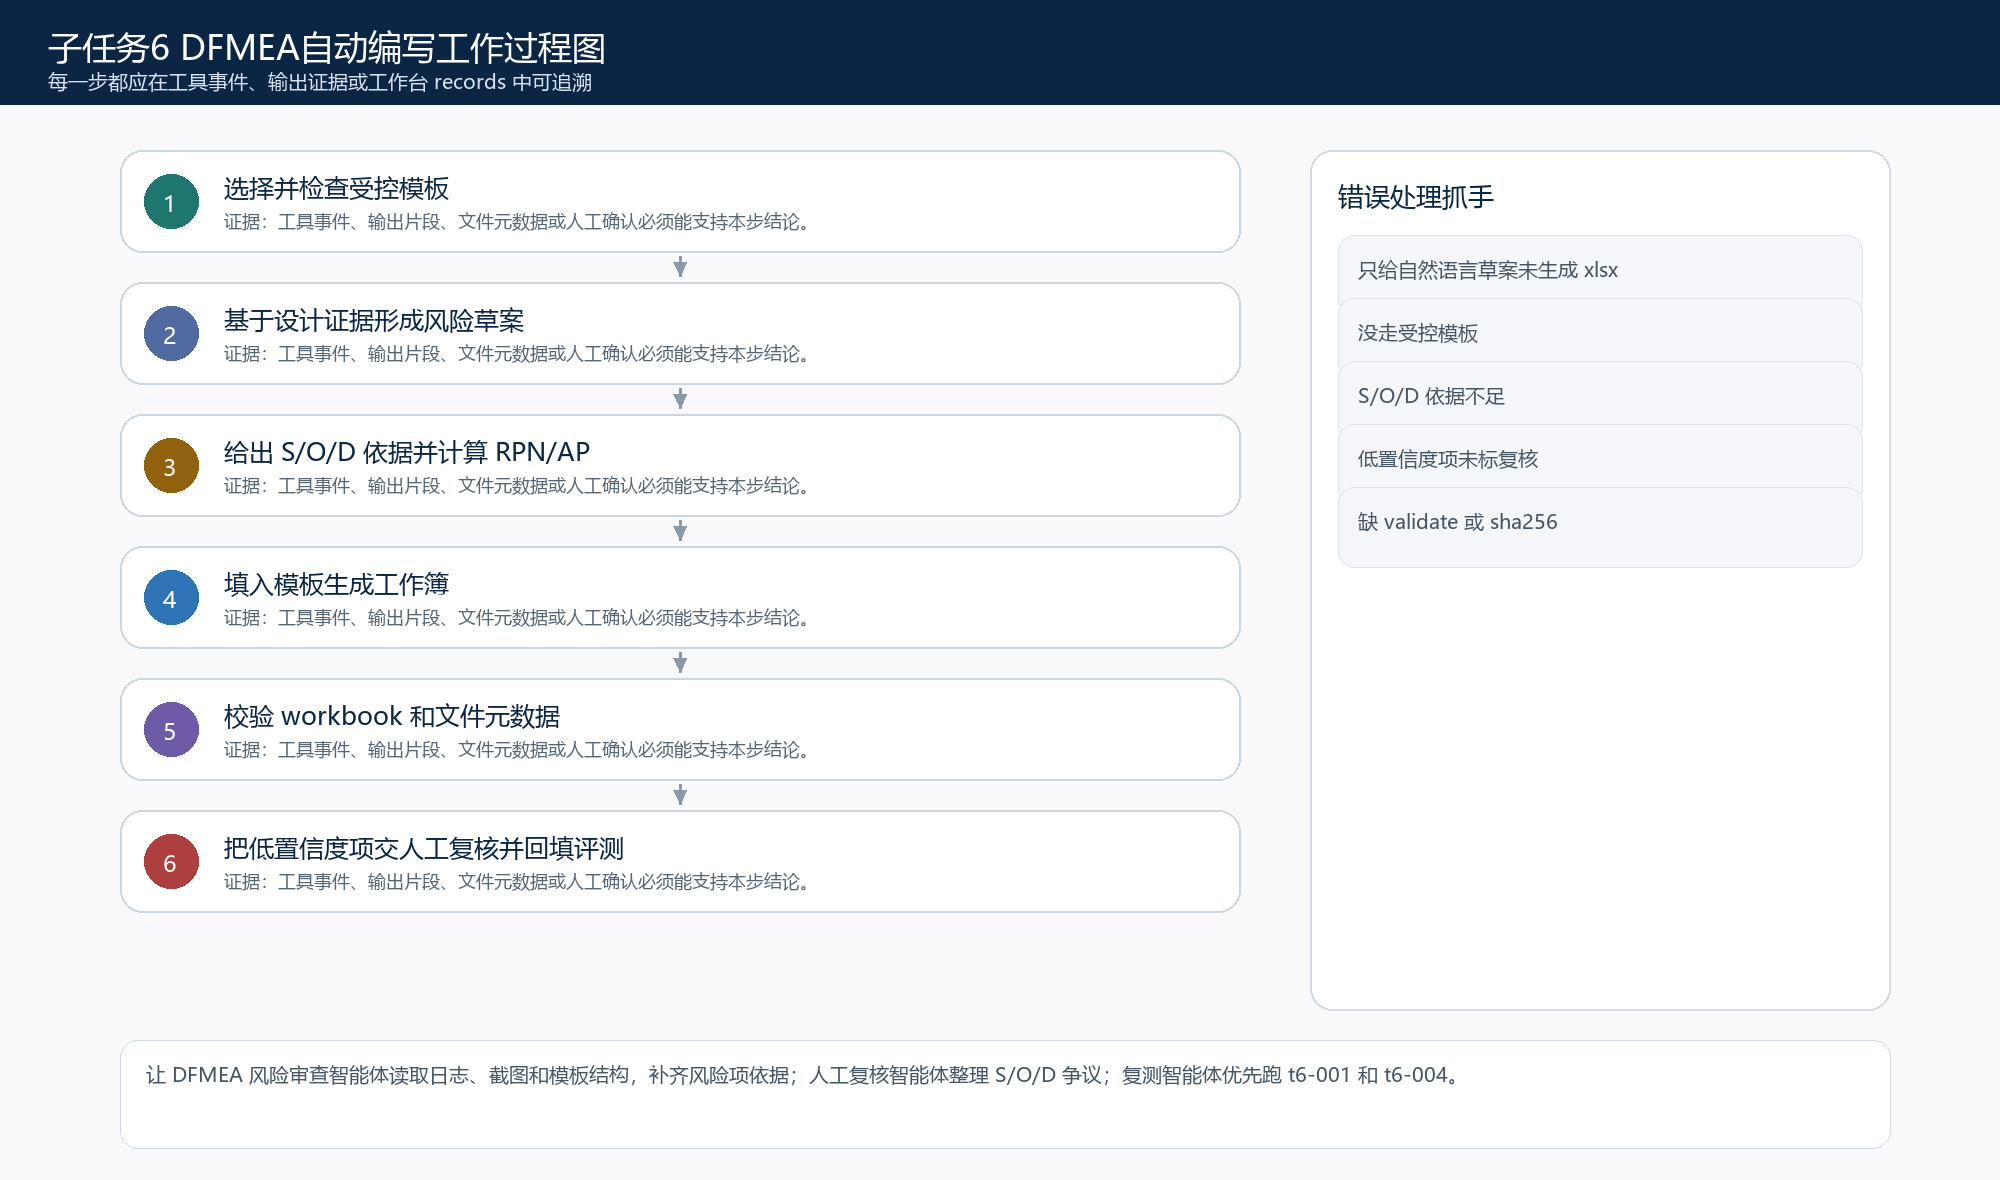 子任务6 DFMEA自动编写工作过程图
每一步都应在工具事件、输出证据或工作台 records 中可追溯
1
选择并检查受控模板
证据：工具事件、输出片段、文件元数据或人工确认必须能支持本步结论。
2
基于设计证据形成风险草案
证据：工具事件、输出片段、文件元数据或人工确认必须能支持本步结论。
3
给出 S/O/D 依据并计算 RPN/AP
证据：工具事件、输出片段、文件元数据或人工确认必须能支持本步结论。
4
填入模板生成工作簿
证据：工具事件、输出片段、文件元数据或人工确认必须能支持本步结论。
5
校验 workbook 和文件元数据
证据：工具事件、输出片段、文件元数据或人工确认必须能支持本步结论。
6
把低置信度项交人工复核并回填评测
证据：工具事件、输出片段、文件元数据或人工确认必须能支持本步结论。
错误处理抓手
只给自然语言草案未生成 xlsx
没走受控模板
S/O/D 依据不足
低置信度项未标复核
缺 validate 或 sha256
让 DFMEA 风险审查智能体读取日志、截图和模板结构，补齐风险项依据；人工复核智能体整理 S/O/D 争议；复测智能体优先跑 t6-001 和 t6-004。